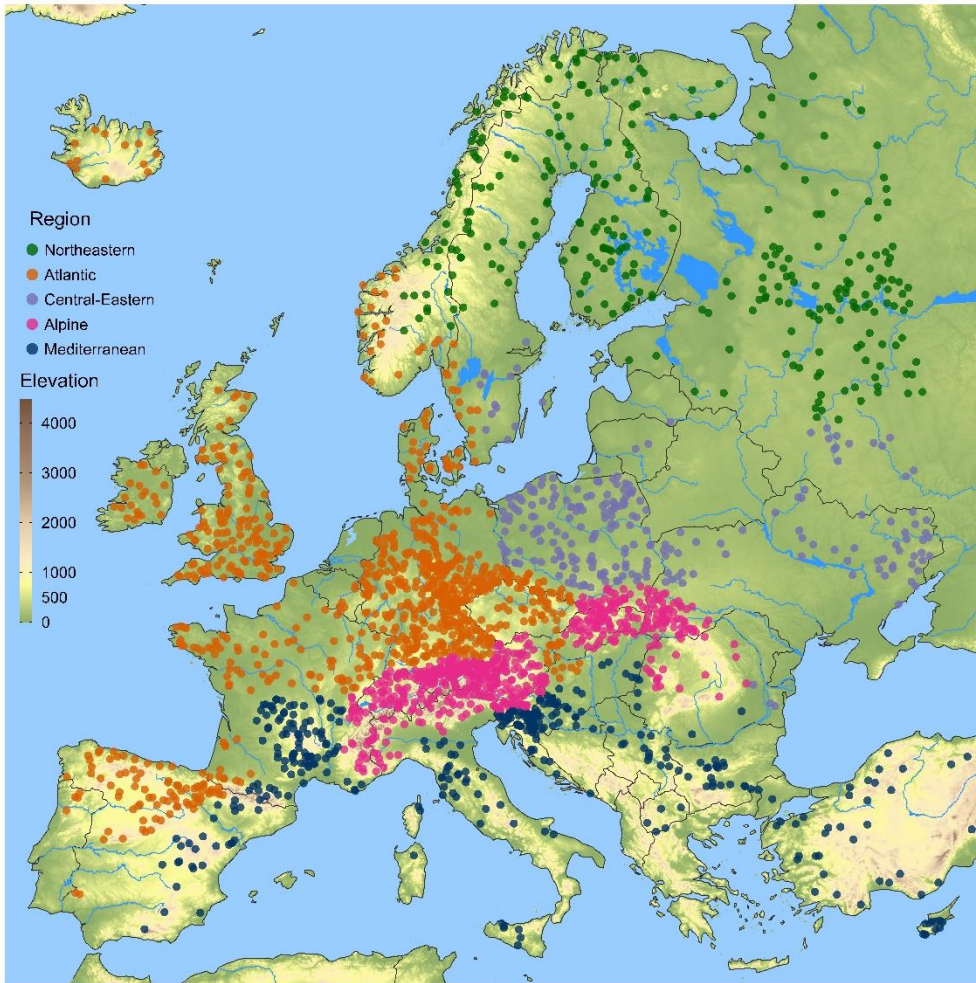 Region
Northeastern
Atlantic
Central-Eastern
Alpine
Mediterranean
Elevation
4000
3000
2000
1000
500
0